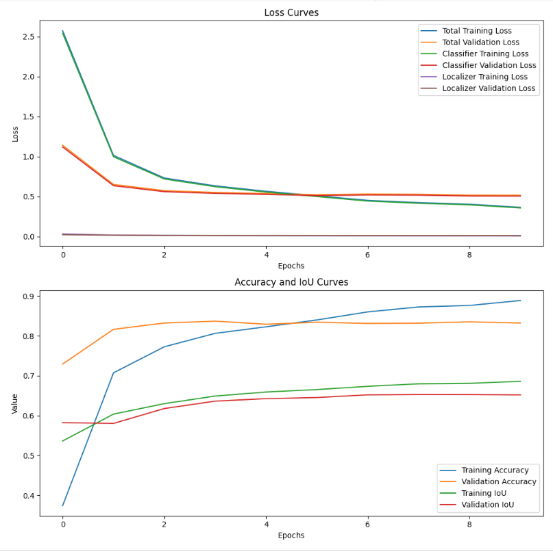 Loss Curves
2.5
2.0
1.5
1.0
0.5
0.0
Loss
Total Training Loss
Total Validation Loss
Classifier Training Loss
Classifier Validation Loss
Localizer Training Loss
Localizer Validation Loss
0 2 4 6 8
Epochs
Accuracy and IoU Curves
0.9
0.8
0.7
0.6
0.5
0.4
Value
Training Accuracy
Validation Accuracy
Training IoU
Validation IoU
0 2 4 6 8
Epochs